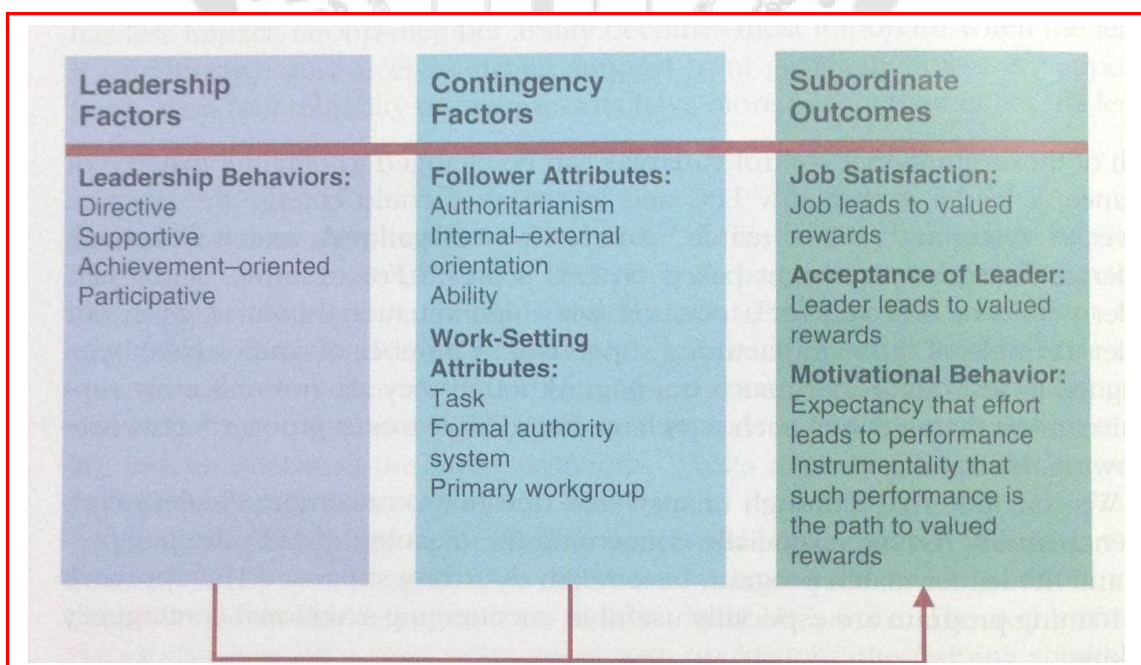 Leadership
Factors
Leadership Behaviors:
Directive
Supportive
Achievement–oriented
Participative
Contingency
Factors
Follower Attributes:
Authoritarianism
Internal–external
orientation
Ability
Work-Setting
Attributes:
Task
Formal authority
system
Primary workgroup
Subordinate
Outcomes
Job Satisfaction:
Job leads to valued
rewards
Acceptance of Leader:
Leader leads to valued
rewards
Motivational Behavior:
Expectancy that effort
leads to performance
Instrumentality that
such performance is
the path to valued
rewards